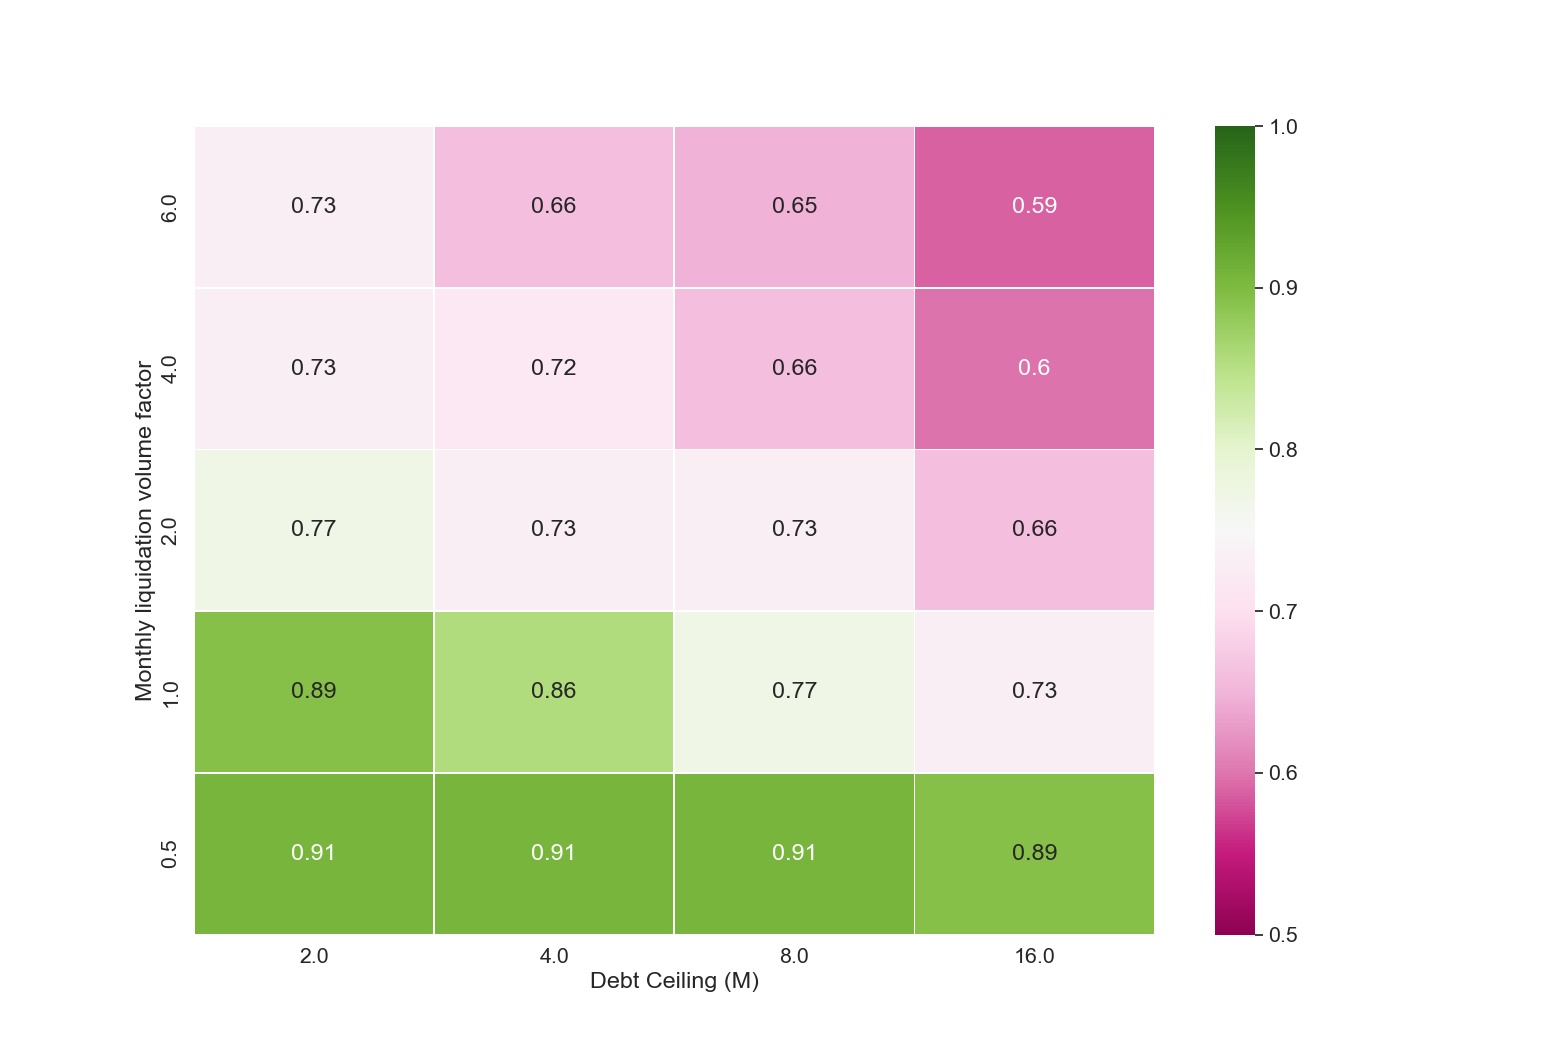 6.0 0.73 0.66 0.65 0.59
4.0 0.73 0.72 0.66 0.6
2.0 0.77 0.73 0.73 0.66
1.0 0.89 0.86 0.77 0.73
0.5 0.91 0.91 0.91 0.89
2.0 4.0 8.0 16.0
Debt Ceiling (M)
Monthly liquidation volume factor
1.0
0.9
0.8
0.7
0.6
0.5